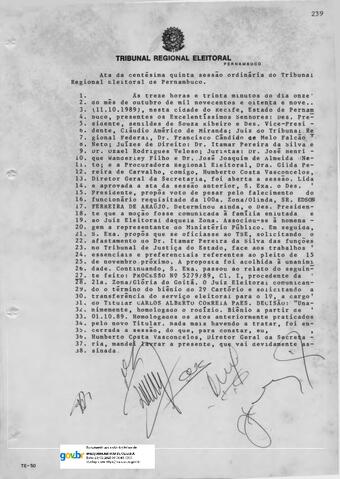 239
TRIBUNAL REGIONAL ELEITORAL
PERNAMBUCO
Ata da centésima quinta sessão ordinária do Tribunal
Regional eleitoral de Pernambuco.
1. Às treze horas e trinta minutos do dia onze
2. do mês de outubro de mil novecentos e oitenta e nove..
3. (11.10.1989), nesta cidade do Recife, Estado de Pernam
4. buco, presentes os Excelentíssimos Senhores: Des. Pre-
5. sidente, Benildes de Souza Ribeiro e Des. Vice-Presi-
6. dente, Cláudio Américo de Miranda; Juiz do Tribunal Re
7. gional Federal, Dr. Francisco Cândido de Melo Falcão
8. Neto; Juízes de Direito: Dr. Itamar Pereira da Silva e
9. Dr. Ozael Rodrigues Veloso; Juristas: Dr. José Henri-
10. que Wanderley Filho e Dr. José Joaquim de Almeida Ne-
11. to; e a Procuradora Regional Eleitoral, Dra. Gilda Pe-
12. reira de Carvalho, comigo, Humberto Costa Vasconcelos,
13. Diretor Geral da Secretaria, foi aberta a sessão. Lida
14. e aprovada a ata da sessão anterior, S. Exa. o Des.
15. Presidente, propôs voto de pesar pelo falecimento do
16. funcionário requisitado da 100a. Zona/Olinda, SR. EDSON
17. FERREIRA DE ARAÚJO. Determinou ainda, o Des. Presiden-
18. te que a moção fosse comunicada à família enlutada e
19. ao Juiz Eleitoral daquela Zona. Associou-se à homena-
20. gem a representante do Ministério Público. Em seguida,
21. S. Exa. propôs que se oficiasse ao TSE, solicitando o
22. afastamento do Dr. Itamar Pereira da Silva das funções
23. no Tribunal de Justiça do Estado, face aos trabalhos
24. essenciais e preferenciais referentes ao pleito de 15
25. de novembro próximo. A proposta foi acolhida à unanimi
26. dade. Continuando, S. Exa. passou ao relato do seguin-
27. te feito: PROCESSO Nº 5279/89, Cl. I, procedente da
28. 21a. Zona/Glória do Goitá. O Juiz Eleitoral comunican-
29. do o término do biênio do 2º Cartório e solicitando a
30. transferência do serviço eleitoral para o 1º, a cargo
31. do Titular CARLOS ALBERTO CORREIA PAES. DECISÃO: "Una-
32. nimemente, homologado o rodízio. Biênio a partir de
33. 01.10.89. Homologados os atos anteriormente praticados
34. pelo novo Titular. Nada mais havendo a tratar, foi en-
35. cerrada a sessão, do que, para constar, eu,
36. Humberto Costa Vasconcelos, Diretor Geral da Secreta-
37. ria, mandei lavrar a presente, que vai devidamente as-
38. sinada.
gov.br
TE-50